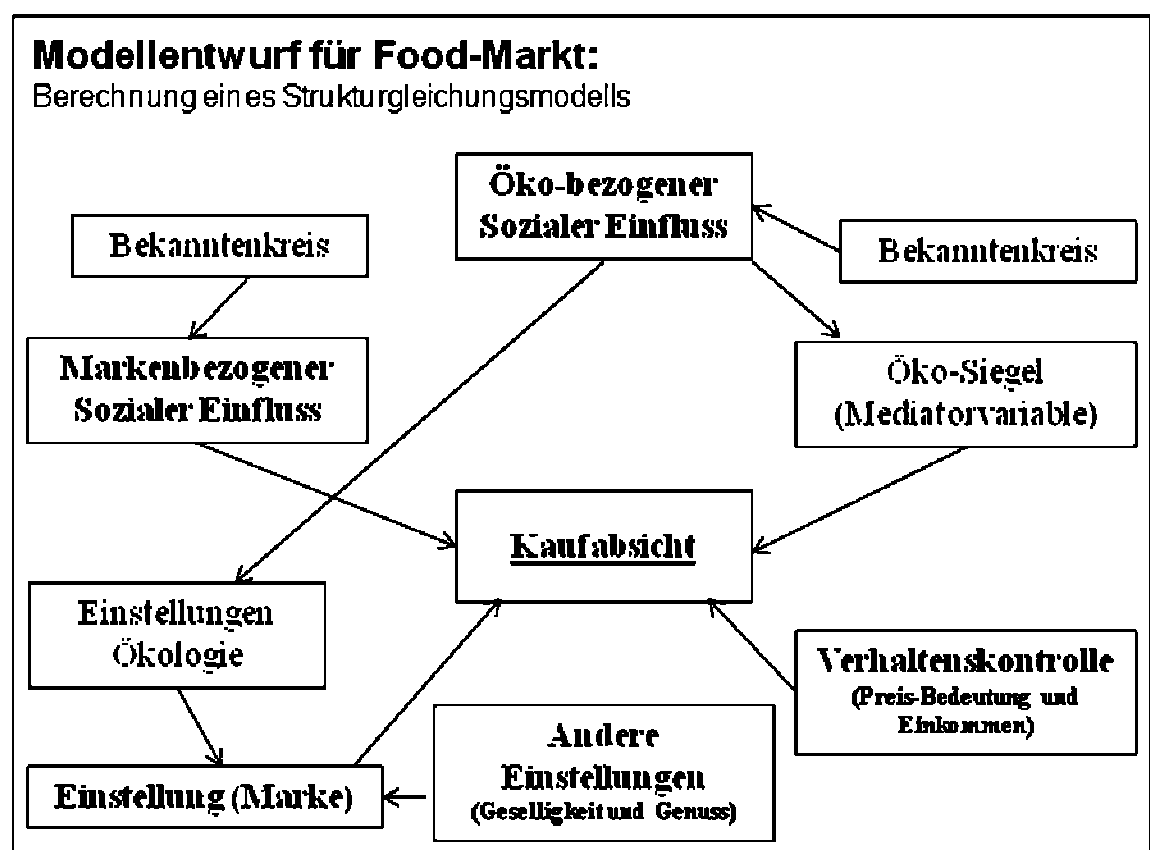 Modellentwurf für Food-Markt:
Berechnung eines Strukturgleichungsmodells
Öko-bezogener
Sozialer Einfluss
Bekanntenkreis
Bekanntenkreis
Markenbezogener
Sozialer Einfluss
Öko-Siegel
(Mediatorvariable)
Kaufabsicht
Einstellungen
Ökologie
Verhaltenskontrolle
(Preis-Bedeutung und
Einkommen)
Andere
Einstellungen
(Geselligkeit und Genuss)
Einstellung (Marke)